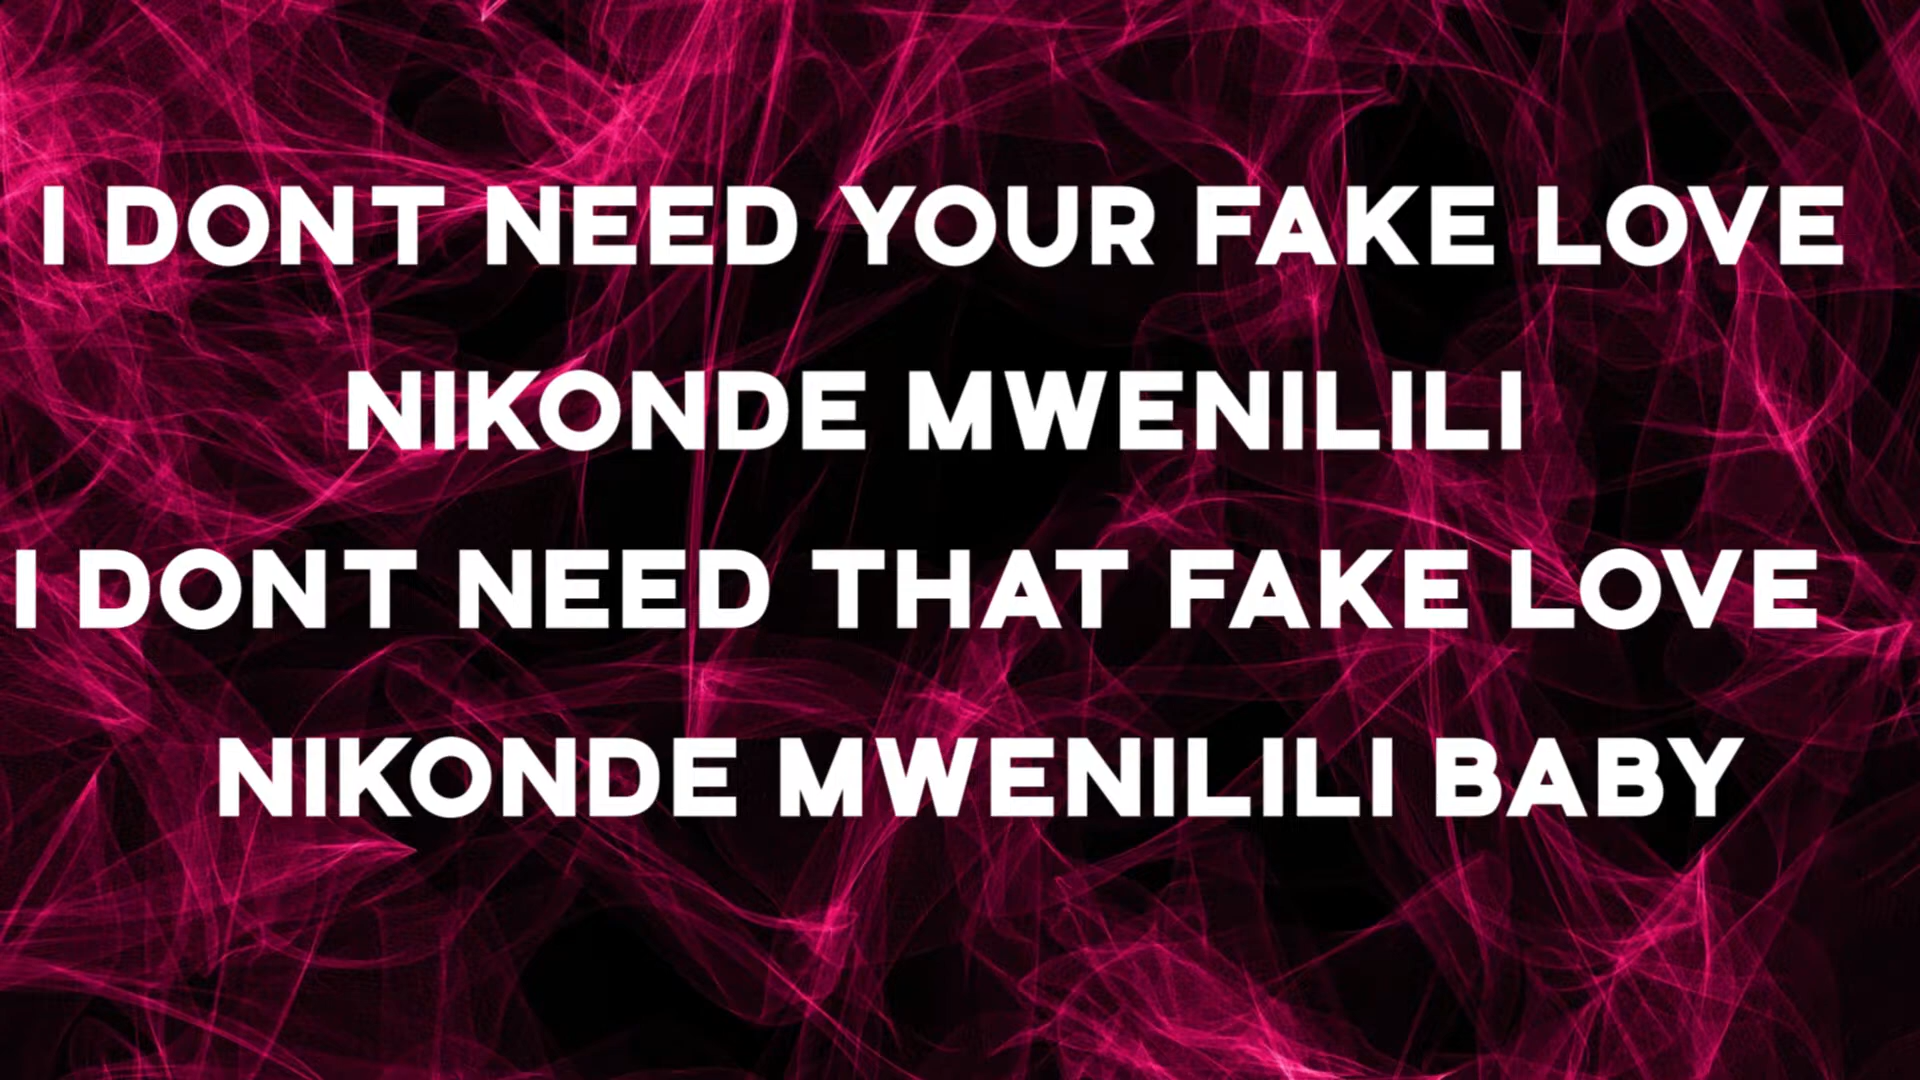 I DONT NEED YOUR FAKE LOVE
NIKONDE MWENILILI
I DONT NEED THAT FAKE LOVE
NIKONDE MWENILILI BABY